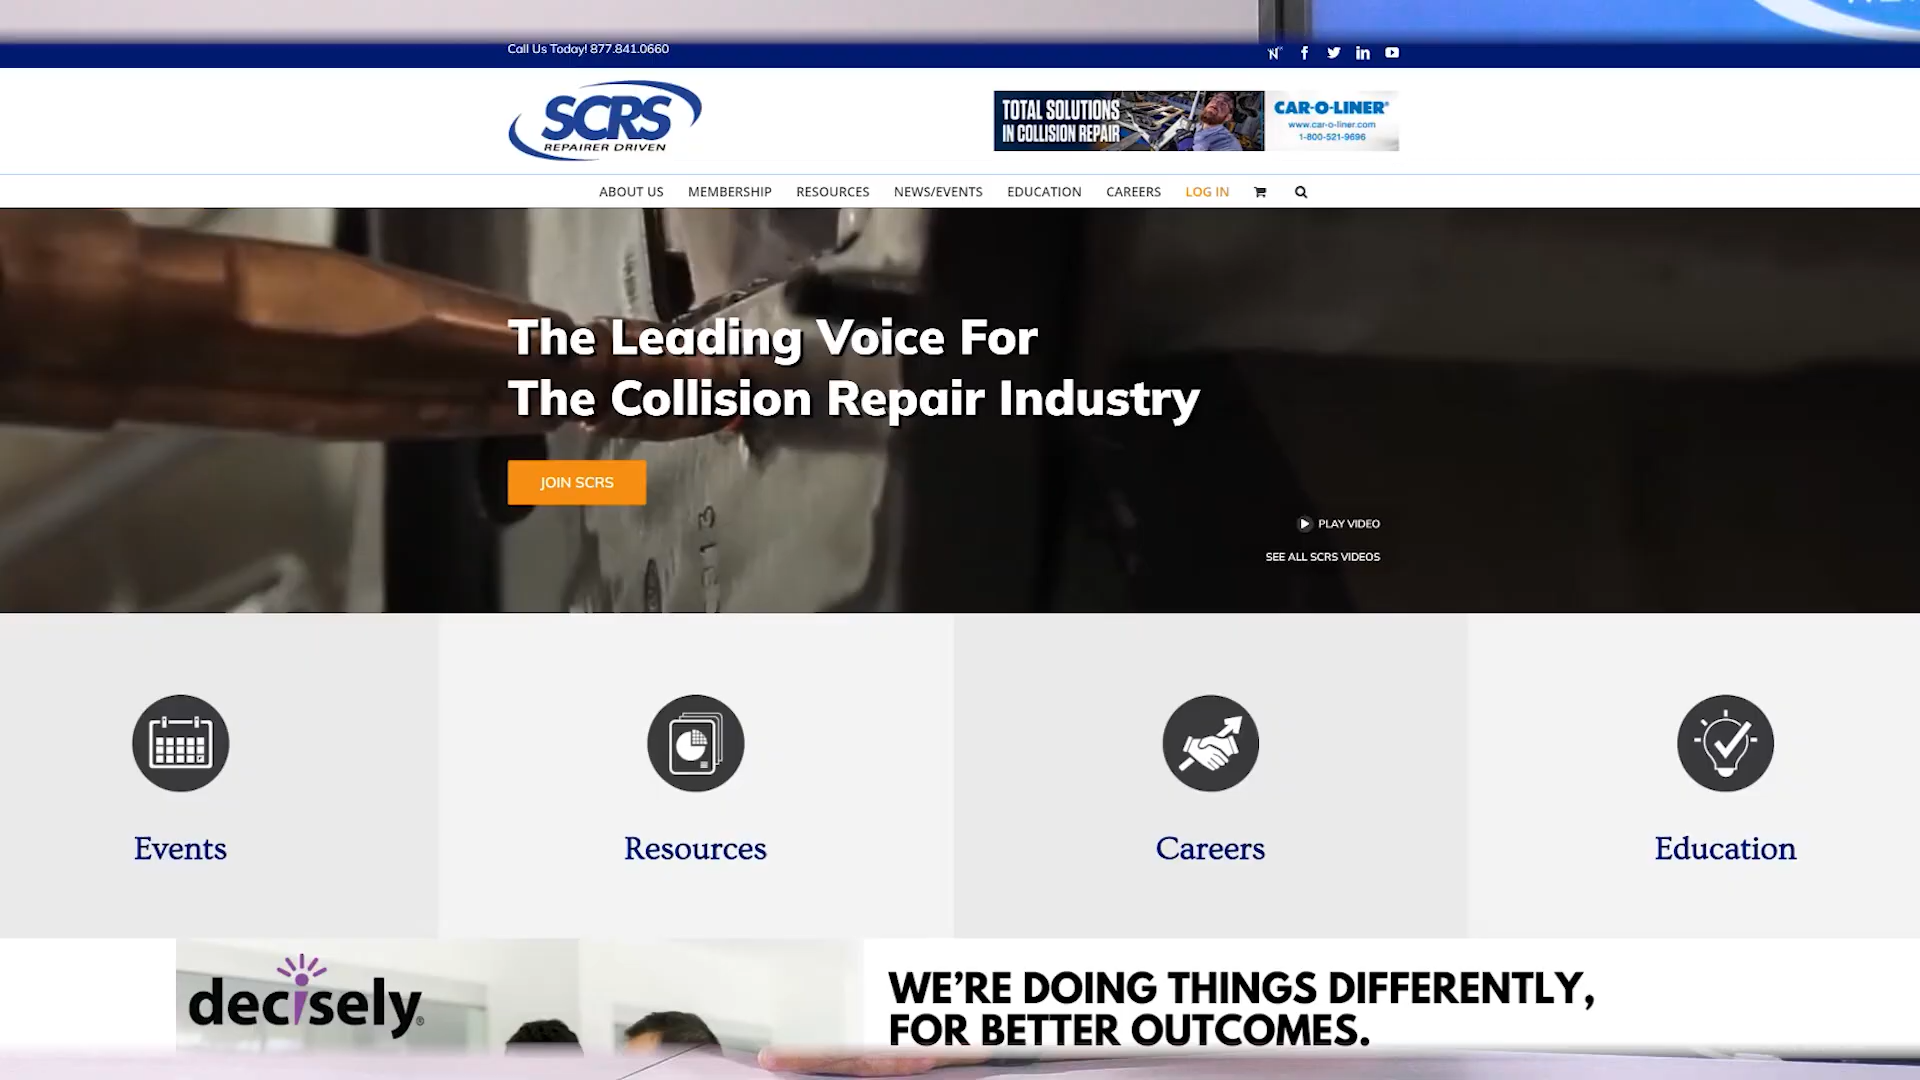 Call Us Today! 877.841.0660
SCRS
REPAIRER DRIVEN
TOTAL SOLUTIONS
IN COLLISION REPAIR
CAR-O-LINER®
www.car-o-liner.com
1-800-521-9696
ABOUT US MEMBERSHIP RESOURCES NEWS/EVENTS EDUCATION CAREERS LOG IN
The Leading Voice For
The Collision Repair Industry
JOIN SCRS
PLAY VIDEO
SEE ALL SCRS VIDEOS
Events Resources Careers Education
decisely®
WE'RE DOING THINGS DIFFERENTLY,
FOR BETTER OUTCOMES.